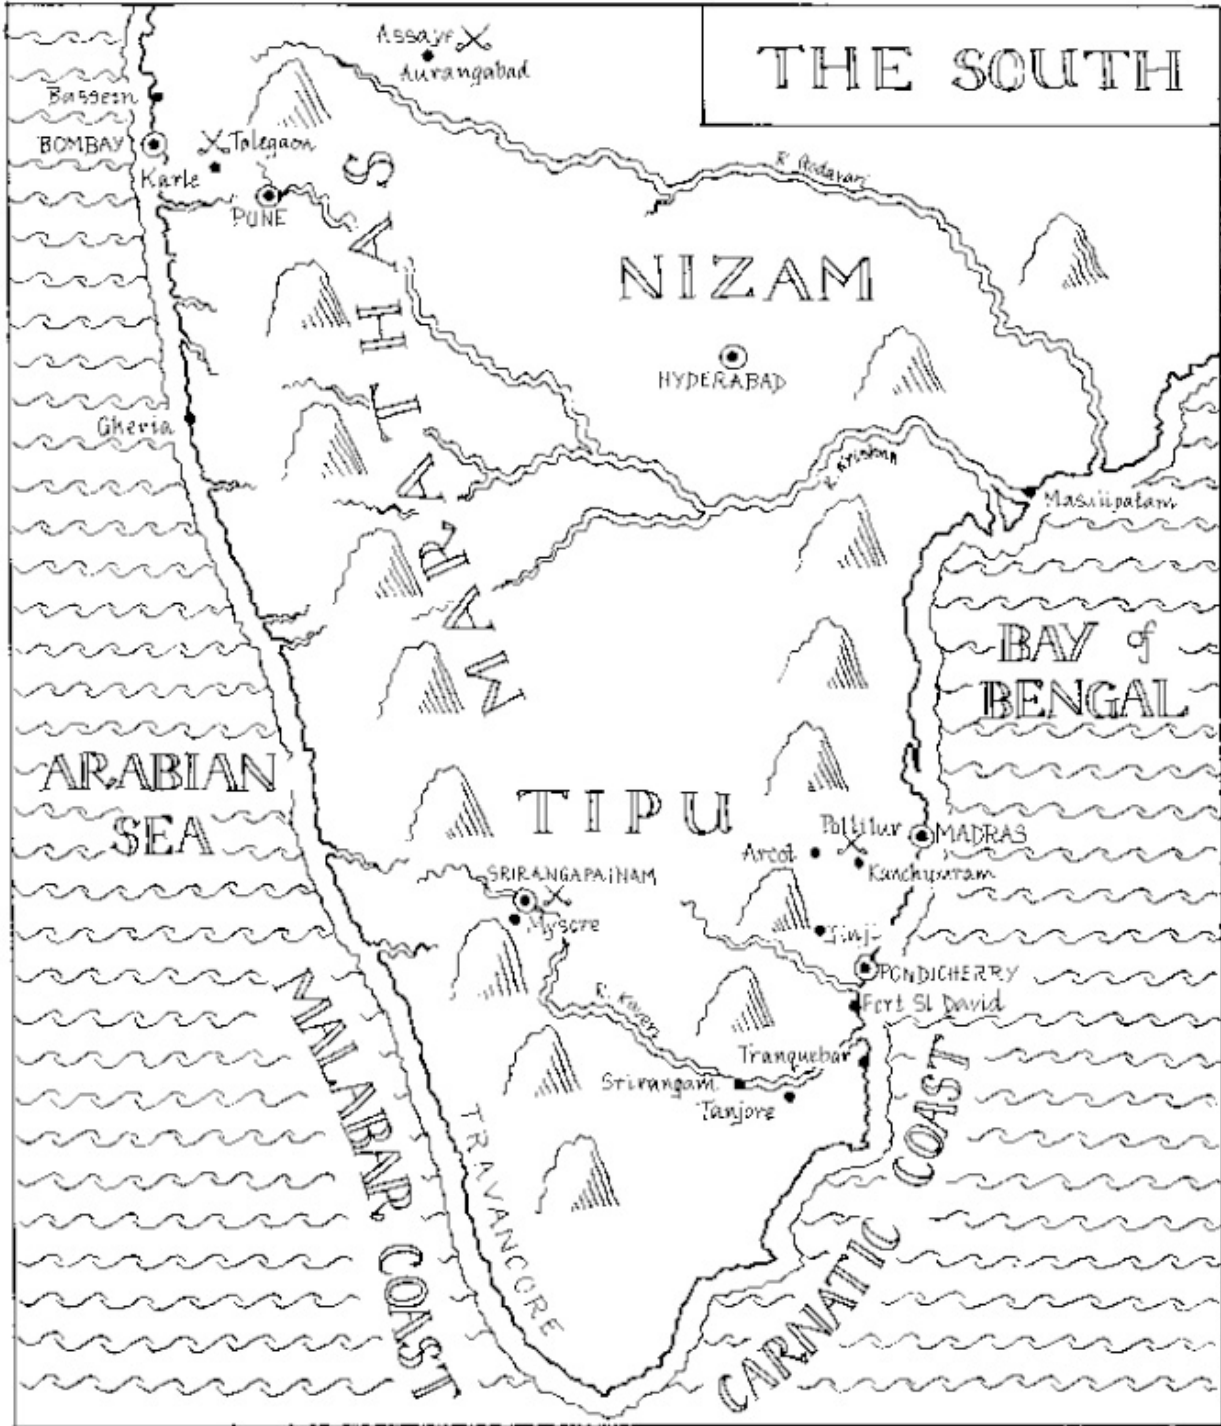 THE SOUTH
Assaye
Aurangabad
Bassein
BOMBAY
Talegaon
Karle
PUNE
R. Godavari
NIZAM
HYDERABAD
MARATHAS
Gheria
R. Krishna
Masulipatam
BAY of
BENGAL
ARABIAN
SEA
TIPU
Pollilur
MADRAS
Arcot
Kanchipuram
SRIRANGAPATNAM
Mysore
Jinji
PONDICHERRY
Fort St David
R. Kaveri
Tranquebar
Srirangam
Tanjore
MALABAR COAST
TRAVANCORE
CARNATIC COAST